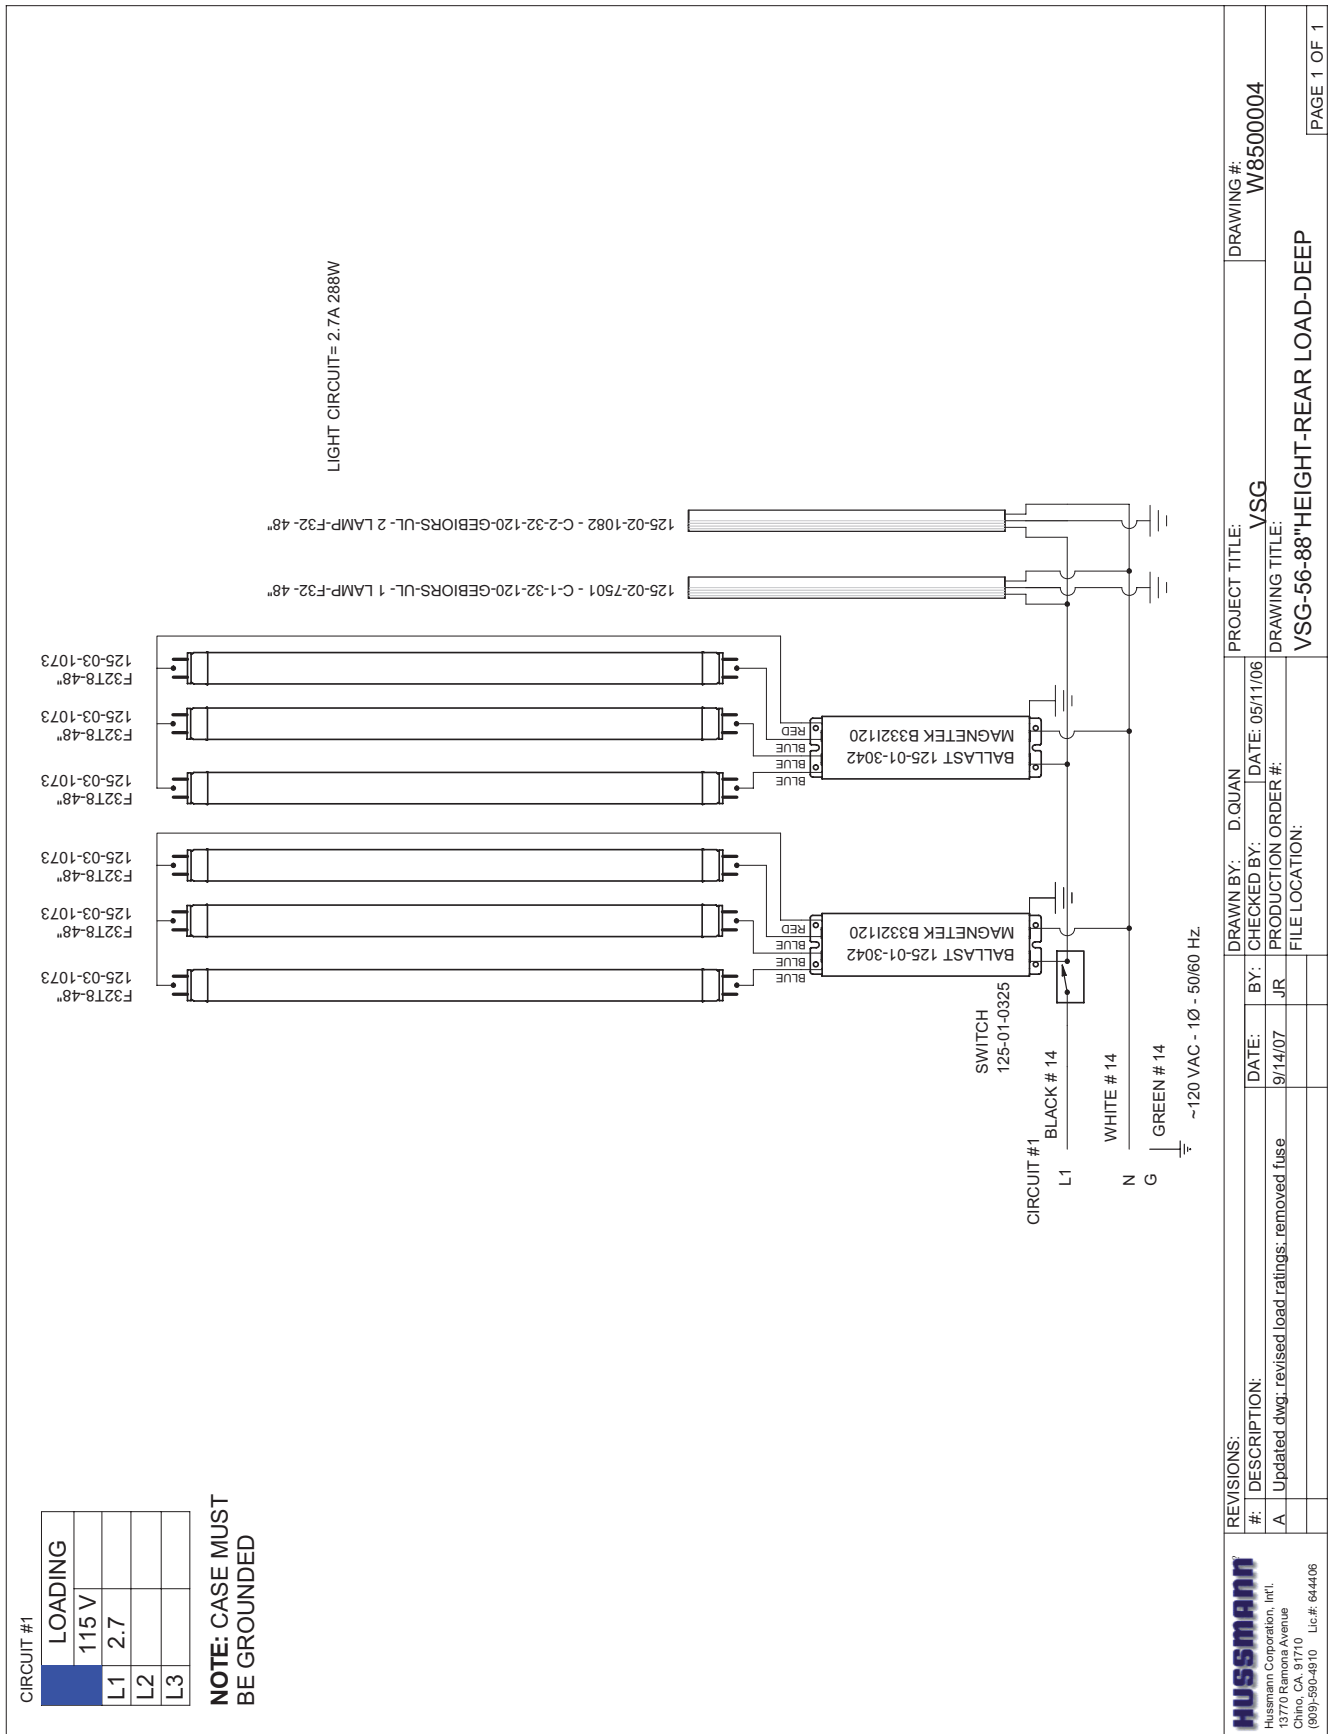 CIRCUIT #1
LOADING
115 V
L1 2.7
L2
L3
NOTE: CASE MUST
BE GROUNDED
F32T8-48"
125-03-1073
F32T8-48"
125-03-1073
F32T8-48"
125-03-1073
F32T8-48"
125-03-1073
F32T8-48"
125-03-1073
F32T8-48"
125-03-1073
LIGHT CIRCUIT= 2.7A 288W
125-02-7501 - C-1-32-120-GEBIORS-UL- 1 LAMP-F32- 48"
125-02-1082 - C-2-32-120-GEBIORS-UL- 2 LAMP-F32- 48"
BLUE
BLUE
BLUE
RED
BALLAST 125-01-3042
MAGNETEK B332I120
BLUE
BLUE
BLUE
RED
BALLAST 125-01-3042
MAGNETEK B332I120
SWITCH
125-01-0325
CIRCUIT #1
L1 BLACK # 14
N WHITE # 14
G GREEN # 14
~120 VAC - 1Ø - 50/60 Hz.
HUSSMANN
Hussmann Corporation, Int'l.
13770 Ramona Avenue
Chino, CA. 91710
(909)-590-4910 Lic.#: 644406
REVISIONS:
#: DESCRIPTION: DATE: BY:
A Updated dwg; revised load ratings; removed fuse 9/14/07 JR
DRAWN BY: D.QUAN
CHECKED BY: DATE: 05/11/06
PRODUCTION ORDER #:
FILE LOCATION:
PROJECT TITLE:
VSG
DRAWING #:
W8500004
DRAWING TITLE:
VSG-56-88"HEIGHT-REAR LOAD-DEEP
PAGE 1 OF 1